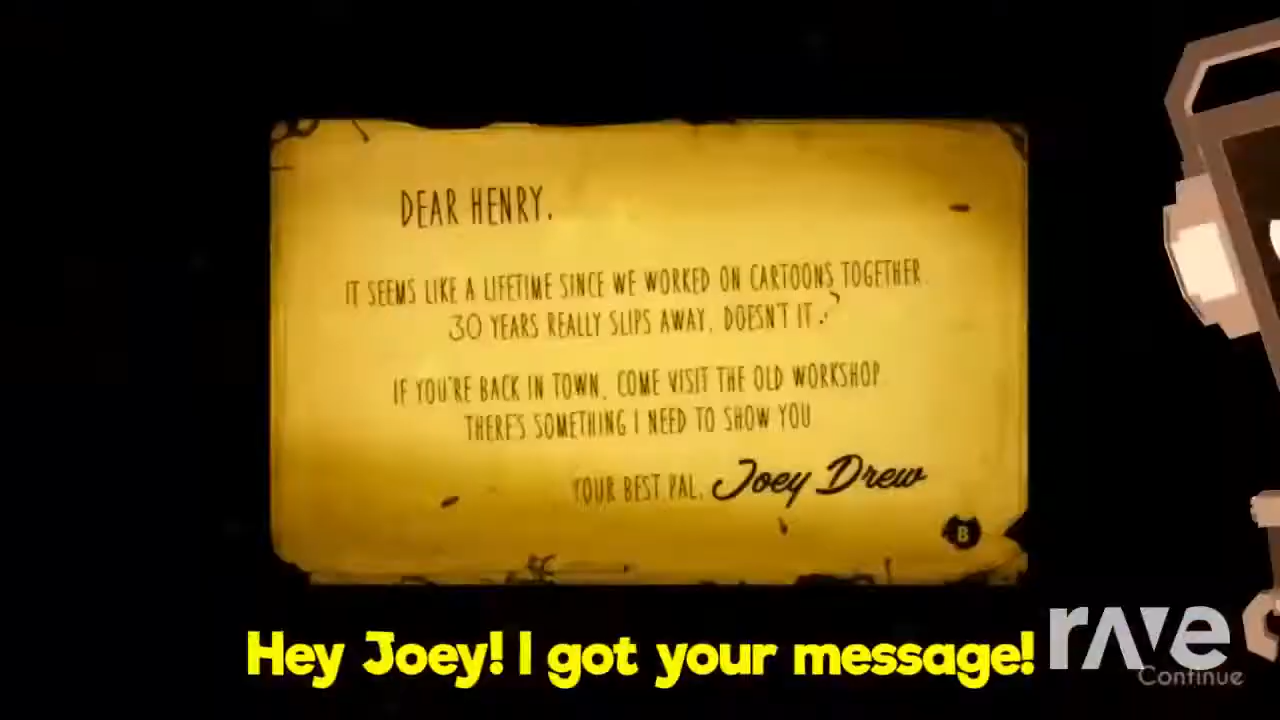 DEAR HENRY,
IT SEEMS LIKE A LIFETIME SINCE WE WORKED ON CARTOONS TOGETHER.
30 YEARS REALLY SLIPS AWAY, DOESN'T IT?
IF YOU'RE BACK IN TOWN, COME VISIT THE OLD WORKSHOP.
THERE'S SOMETHING I NEED TO SHOW YOU
YOUR BEST PAL, Joey Drew
B
Hey Joey! I got your message!
rave
Continue